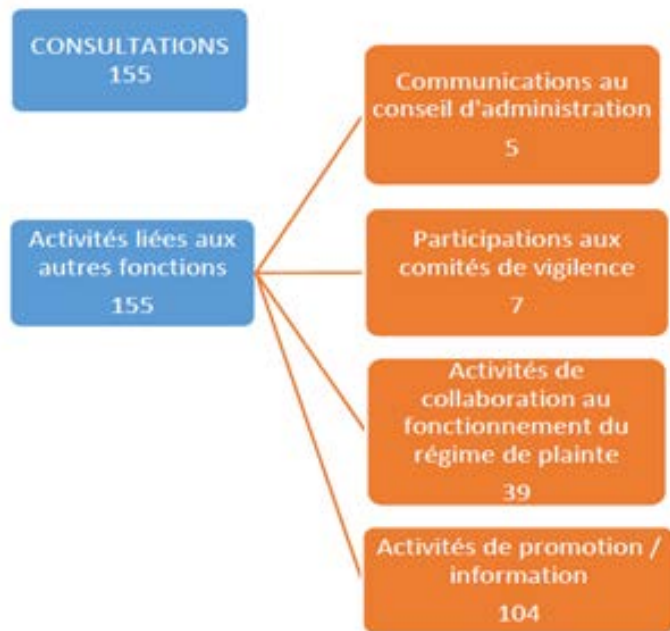 CONSULTATIONS
155
Activités liées aux
autres fonctions
155
Communications au
conseil d'administration
5
Participations aux
comités de vigilence
7
Activités de
collaboration au
fonctionnement du
régime de plainte
39
Activités de promotion /
information
104